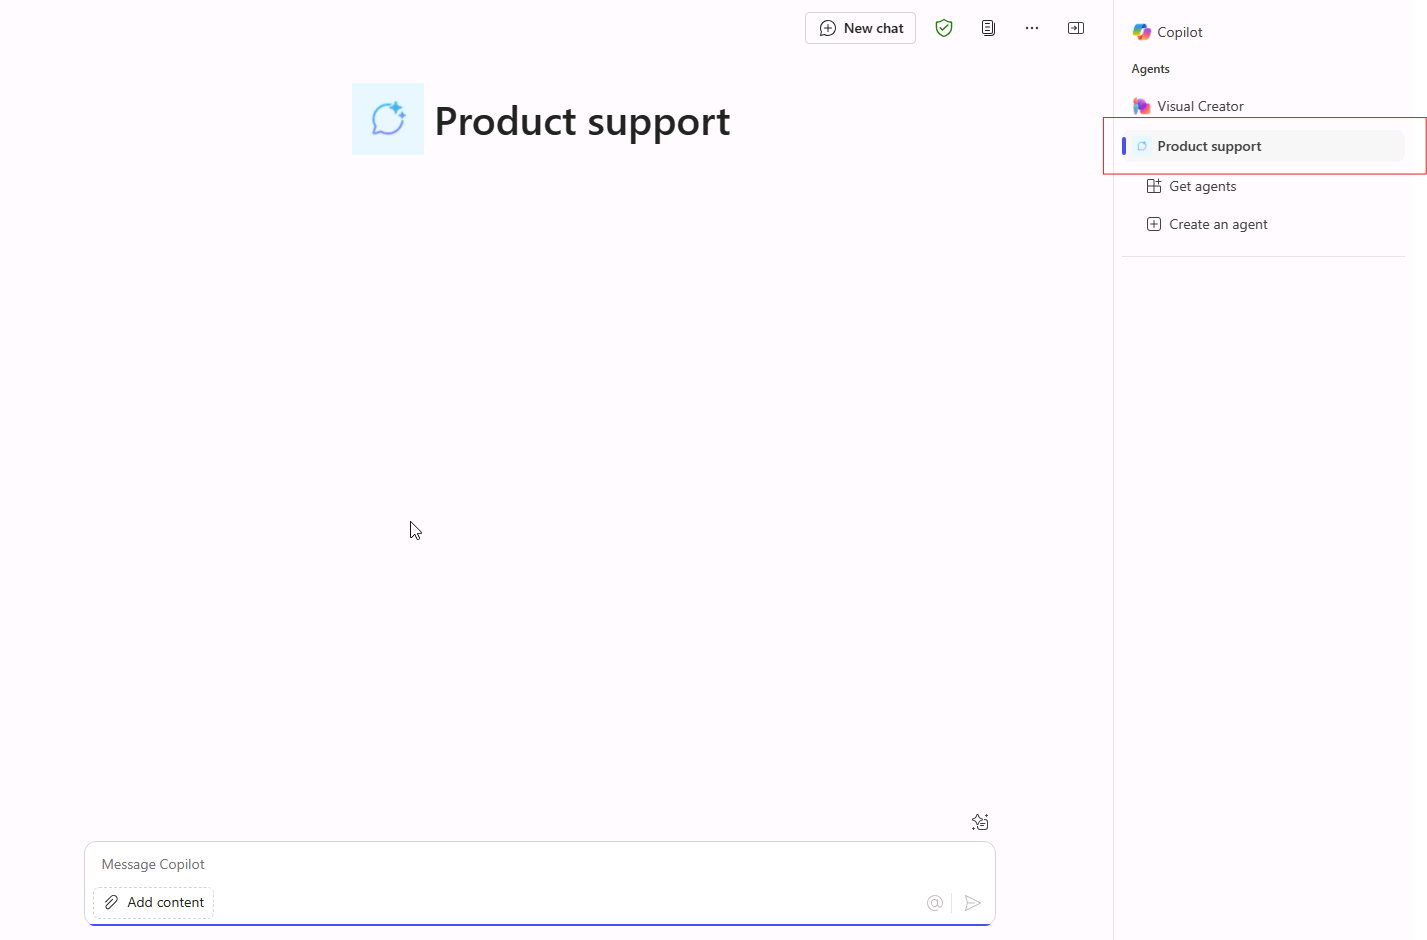 New chat
Product support
Message Copilot
Add content
Copilot
Agents
Visual Creator
Product support
Get agents
Create an agent